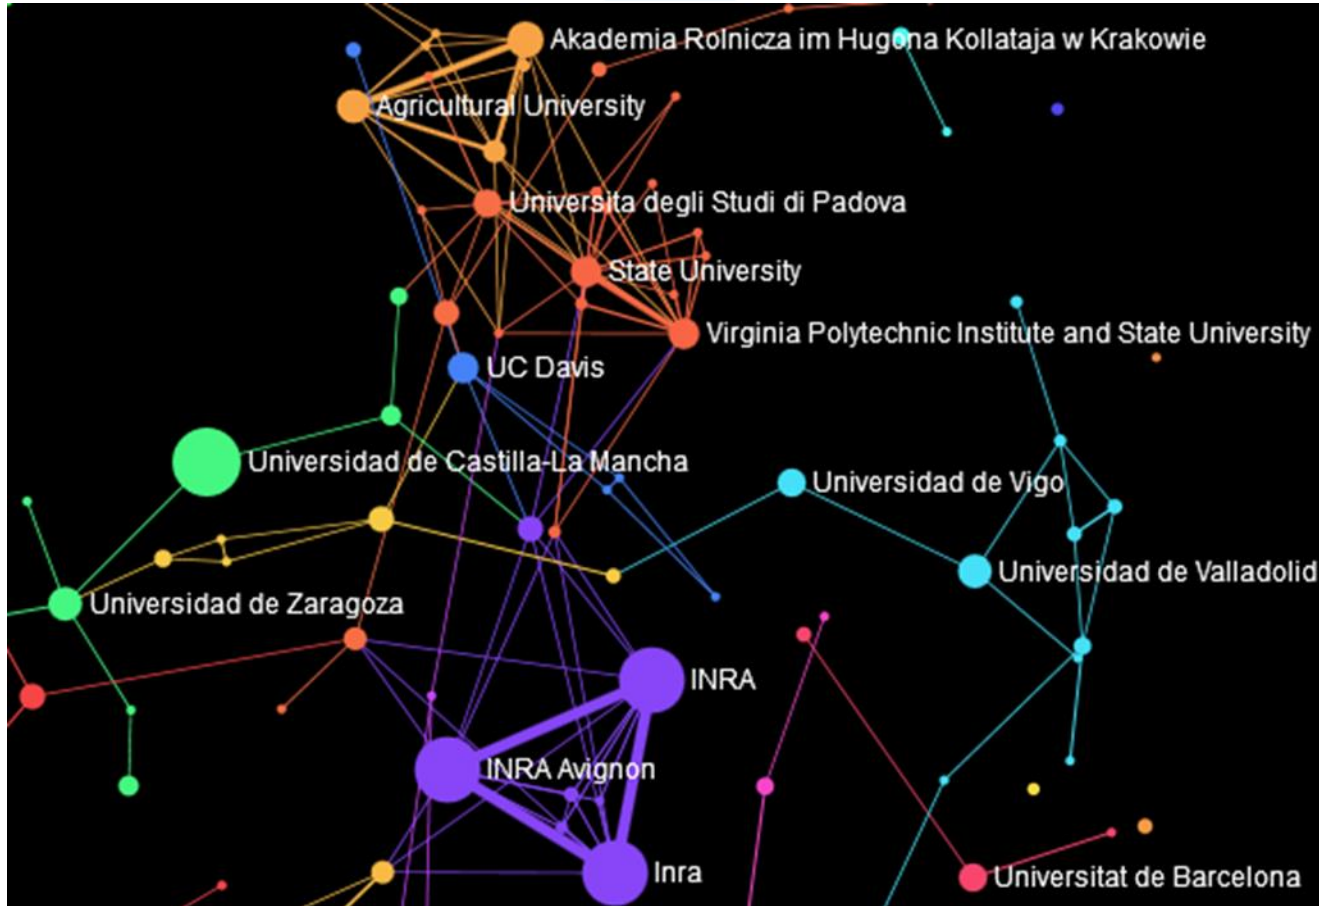 Akademia Rolnicza im Hugona Kollataja w Krakowie
Agricultural University
Universita degli Studi di Padova
State University
Virginia Polytechnic Institute and State University
UC Davis
Universidad de Castilla-La Mancha
Universidad de Vigo
Universidad de Valladolid
Universidad de Zaragoza
INRA
INRA Avignon
Inra
Universitat de Barcelona